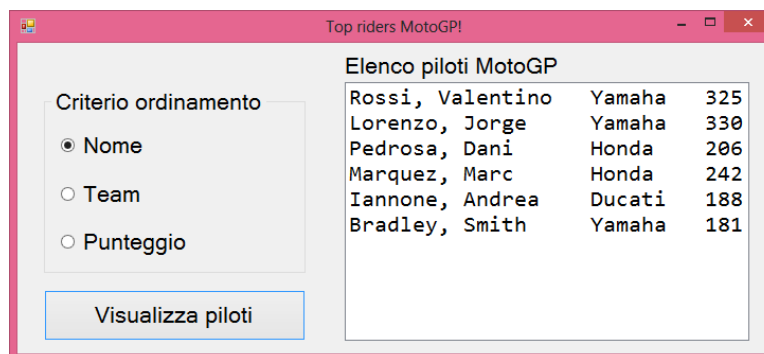 Top riders MotoGP!
Elenco piloti MotoGP
Criterio ordinamento
Nome
Team
Punteggio
Visualizza piloti
Rossi, Valentino Yamaha 325
Lorenzo, Jorge Yamaha 330
Pedrosa, Dani Honda 206
Marquez, Marc Honda 242
Iannone, Andrea Ducati 188
Bradley, Smith Yamaha 181